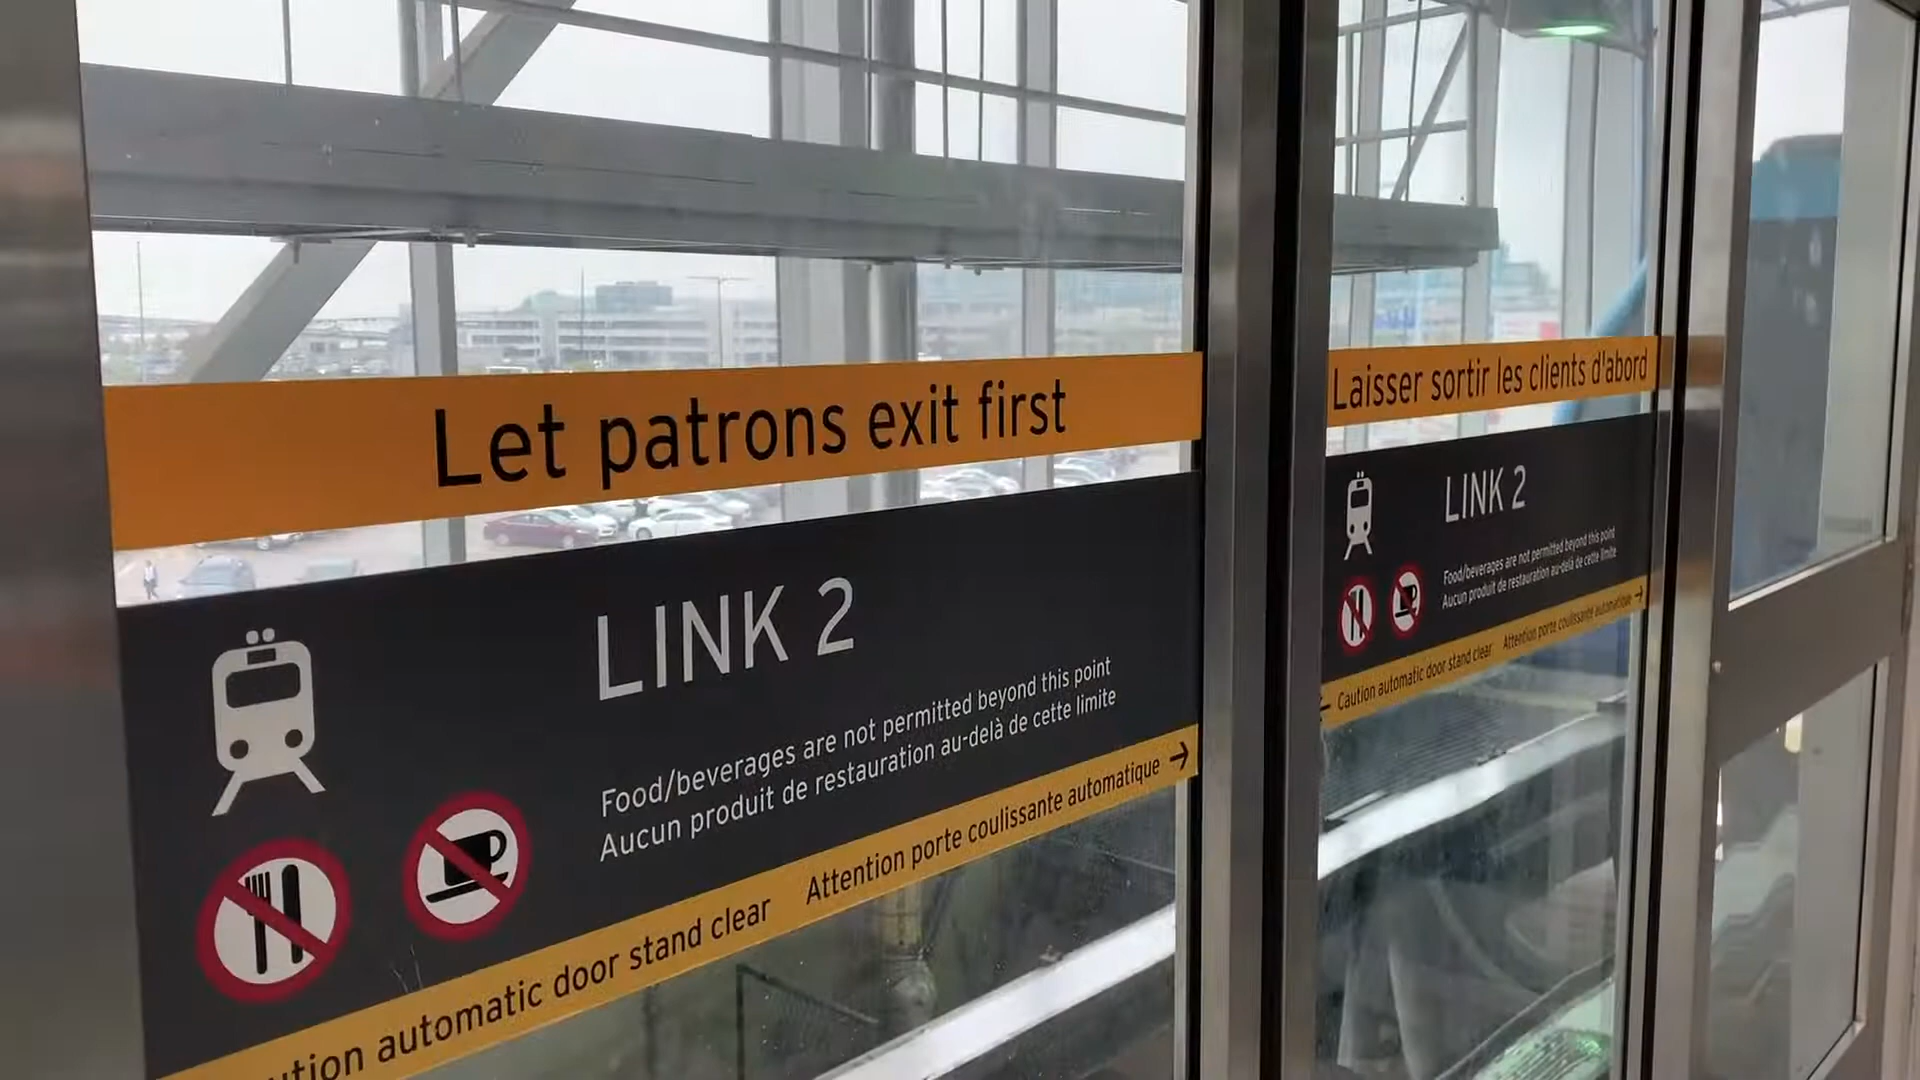 Let patrons exit first
LINK 2
Food/beverages are not permitted beyond this point
Aucun produit de restauration au-delà de cette limite
automatic door stand clear Attention porte coulissante automatique →
Laisser sortir les clients d'abord
LINK 2
Food/beverages are not permitted beyond this point
Aucun produit de restauration au-delà de cette limite
← Caution automatic door stand clear Attention porte coulissante automatique →